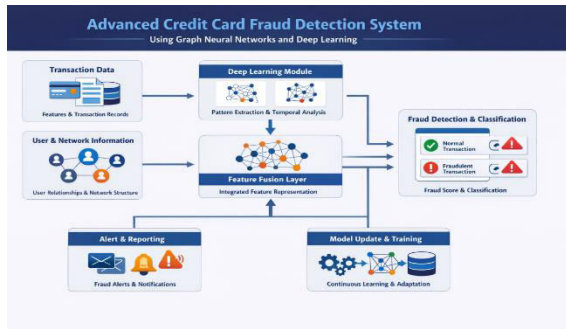 Advanced Credit Card Fraud Detection System
Using Graph Neural Networks and Deep Learning
Transaction Data
Features & Transaction Records
Deep Learning Module
Pattern Extraction & Temporal Analysis
Fraud Detection & Classification
Normal
Transaction
Fraudulent
Transaction
Fraud Score & Classification
User & Network Information
User Relationships & Network Structure
Feature Fusion Layer
Integrated Feature Representation
Alert & Reporting
Fraud Alerts & Notifications
Model Update & Training
Continuous Learning & Adaptation